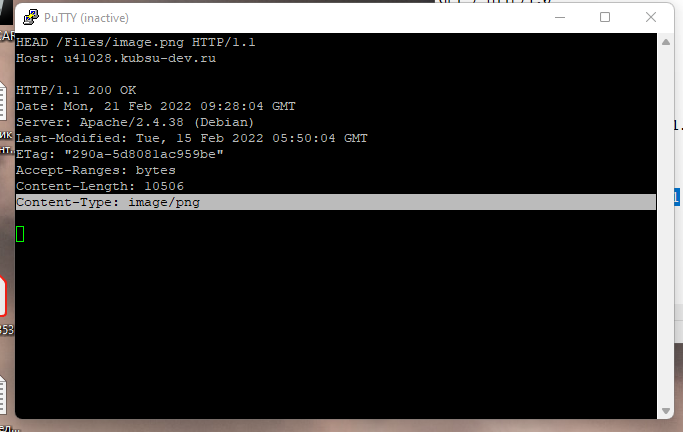 PuTTY (inactive)
HEAD /Files/image.png HTTP/1.1
Host: u41028.kubsu-dev.ru
HTTP/1.1 200 OK
Date: Mon, 21 Feb 2022 09:28:04 GMT
Server: Apache/2.4.38 (Debian)
Last-Modified: Tue, 15 Feb 2022 05:50:04 GMT
ETag: "290a-5d8081ac959be"
Accept-Ranges: bytes
Content-Length: 10506
Content-Type: image/png